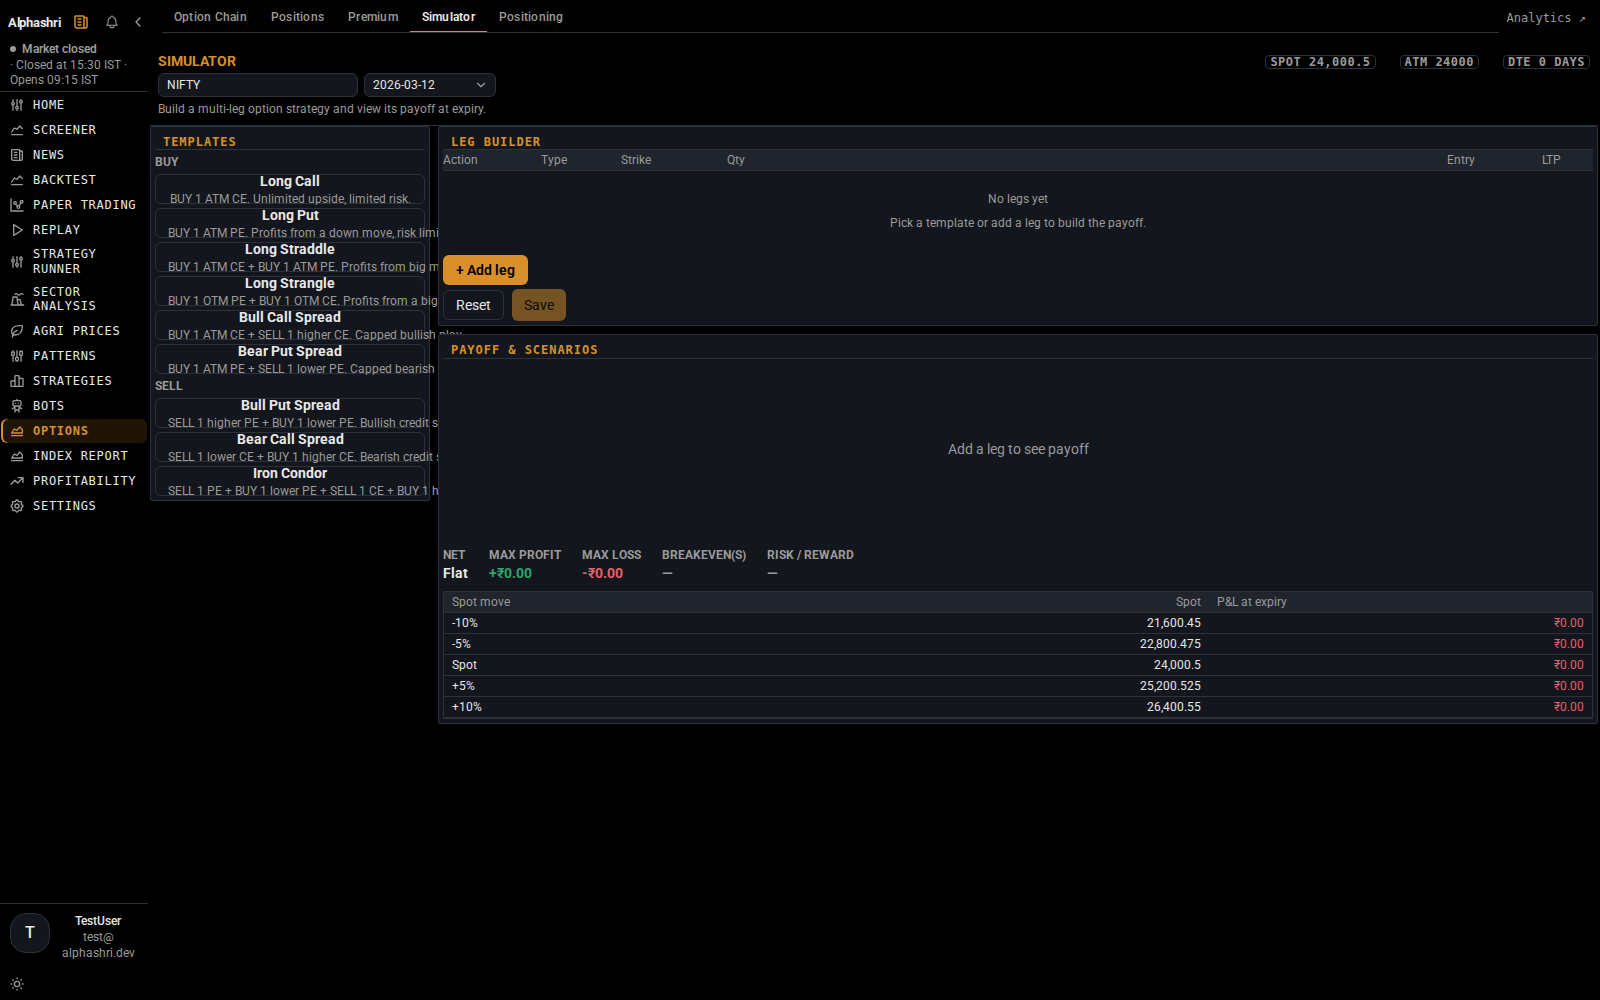 Alphashri
Market closed
· Closed at 15:30 IST ·
Opens 09:15 IST
HOME
SCREENER
NEWS
BACKTEST
PAPER TRADING
REPLAY
STRATEGY
RUNNER
SECTOR
ANALYSIS
AGRI PRICES
PATTERNS
STRATEGIES
BOTS
OPTIONS
INDEX REPORT
PROFITABILITY
SETTINGS
T
TestUser
test@
alphashri.dev
Option Chain Positions Premium Simulator Positioning
Analytics ↗
SIMULATOR
SPOT 24,000.5 ATM 24000 DTE 0 DAYS
NIFTY 2026-03-12
Build a multi-leg option strategy and view its payoff at expiry.
TEMPLATES
BUY
Long Call
BUY 1 ATM CE. Unlimited upside, limited risk.
Long Put
BUY 1 ATM PE. Profits from a down move, risk limi
Long Straddle
BUY 1 ATM CE + BUY 1 ATM PE. Profits from big m
Long Strangle
BUY 1 OTM PE + BUY 1 OTM CE. Profits from a big
Bull Call Spread
BUY 1 ATM CE + SELL 1 higher CE. Capped bullish play.
Bear Put Spread
BUY 1 ATM PE + SELL 1 lower PE. Capped bearish
SELL
Bull Put Spread
SELL 1 higher PE + BUY 1 lower PE. Bullish credit s
Bear Call Spread
SELL 1 lower CE + BUY 1 higher CE. Bearish credit s
Iron Condor
SELL 1 PE + BUY 1 lower PE + SELL 1 CE + BUY 1 h
LEG BUILDER
Action Type Strike Qty Entry LTP
No legs yet
Pick a template or add a leg to build the payoff.
+ Add leg
Reset Save
PAYOFF & SCENARIOS
Add a leg to see payoff
NET MAX PROFIT MAX LOSS BREAKEVEN(S) RISK / REWARD
Flat +₹0.00 -₹0.00 — —
Spot move Spot P&L at expiry
-10% 21,600.45 ₹0.00
-5% 22,800.475 ₹0.00
Spot 24,000.5 ₹0.00
+5% 25,200.525 ₹0.00
+10% 26,400.55 ₹0.00